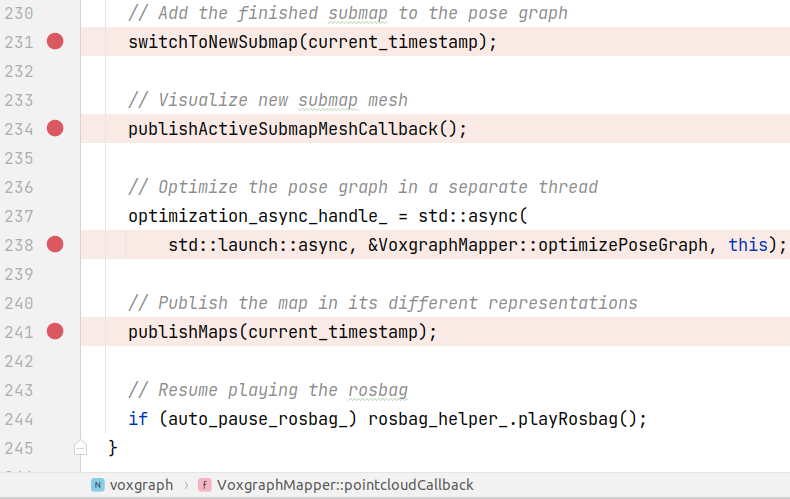 230 // Add the finished submap to the pose graph
231 switchToNewSubmap(current_timestamp);
232
233 // Visualize new submap mesh
234 publishActiveSubmapMeshCallback();
235
236 // Optimize the pose graph in a separate thread
237 optimization_async_handle_ = std::async(
238 std::launch::async, &VoxgraphMapper::optimizePoseGraph, this);
239
240 // Publish the map in its different representations
241 publishMaps(current_timestamp);
242
243 // Resume playing the rosbag
244 if (auto_pause_rosbag_) rosbag_helper_.playRosbag();
245 }
N voxgraph › f VoxgraphMapper::pointcloudCallback